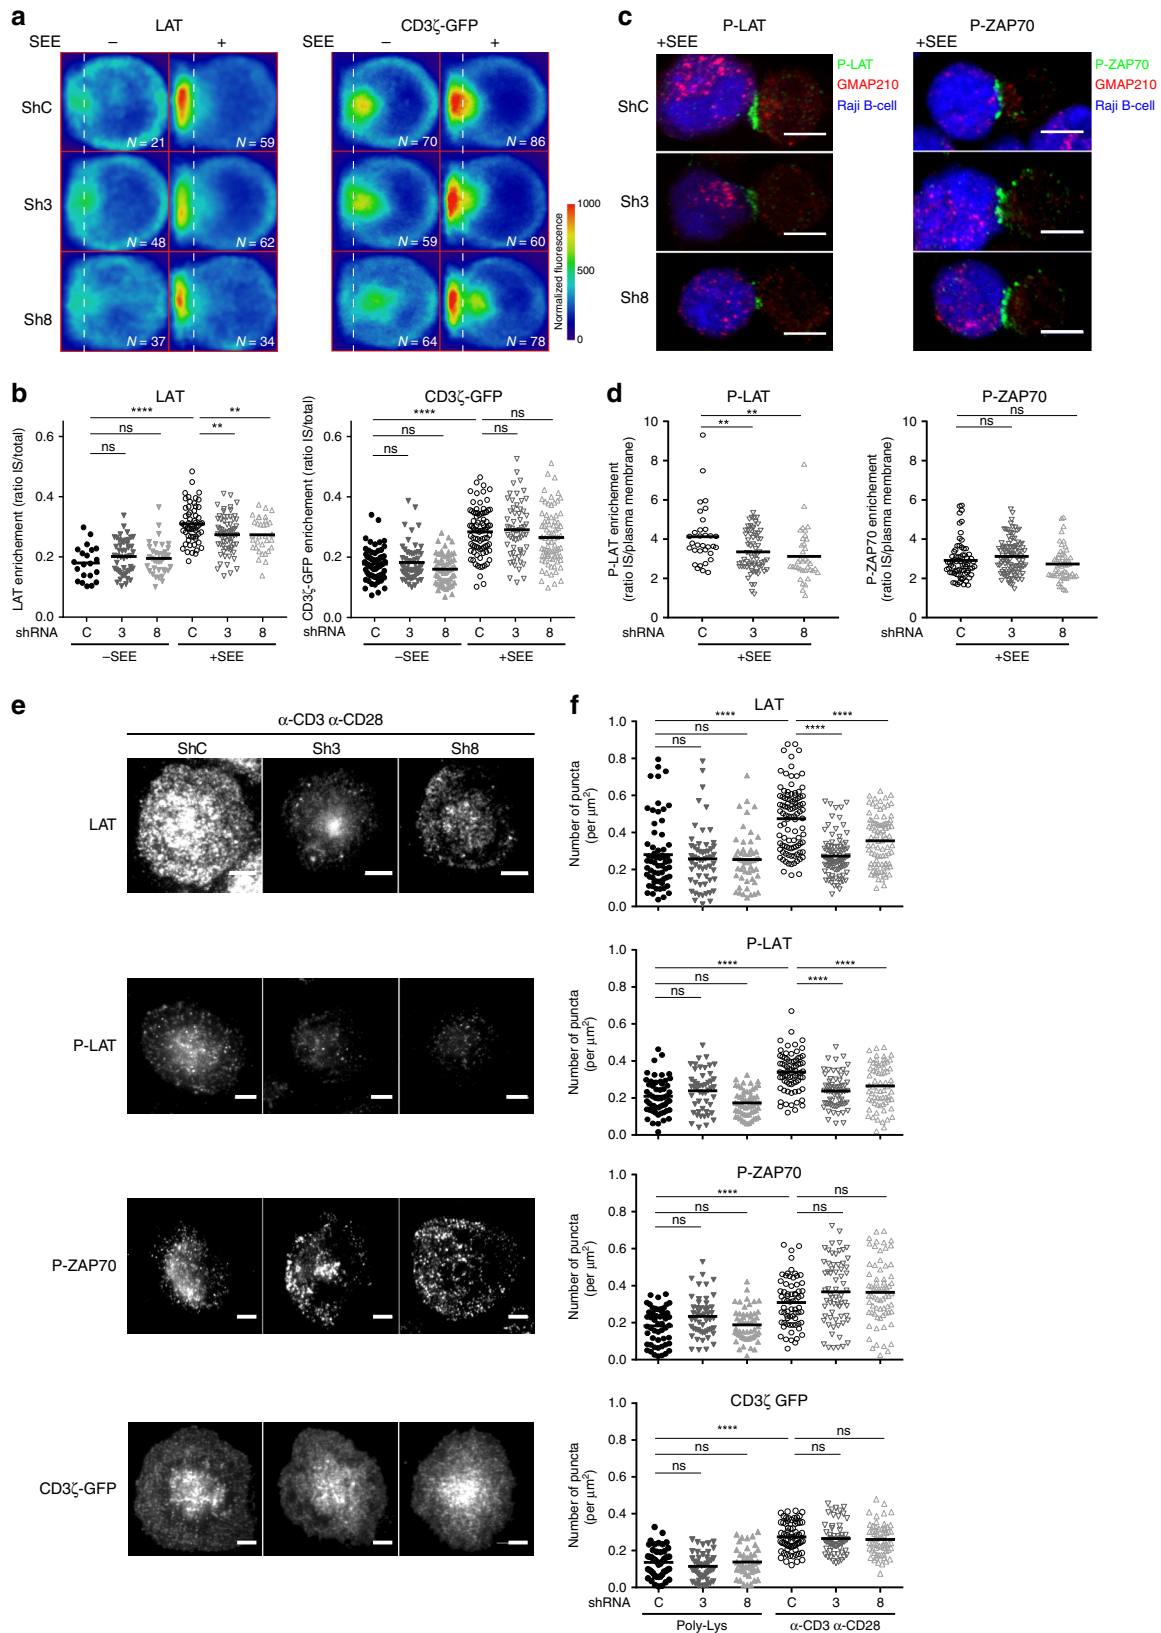 a
LAT
SEE – +
ShC
N = 21
N = 59
Sh3
N = 48
N = 62
Sh8
N = 37
N = 34
CD3ζ-GFP
SEE – +
N = 70
N = 86
N = 59
N = 60
N = 64
N = 78
1000
500
0
Normalized fluorescence
c
P-LAT
+SEE
P-LAT
GMAP210
Raji B-cell
ShC
Sh3
Sh8
P-ZAP70
+SEE
P-ZAP70
GMAP210
Raji B-cell
b
LAT
LAT enrichement (ratio IS/total)
0.6
0.4
0.2
0.0
**** **
ns **
ns
shRNA C 3 8 C 3 8
–SEE +SEE
CD3ζ-GFP
CD3ζ-GFP enrichement (ratio IS/total)
0.6
0.4
0.2
0.0
**** ns
ns ns
ns
C 3 8 C 3 8
–SEE +SEE
d
P-LAT
P-LAT enrichement
(ratio IS/plasma membrane)
10
8
6
4
2
0
**
**
shRNA C 3 8
+SEE
P-ZAP70
P-ZAP70 enrichement
(ratio IS/plasma membrane)
10
8
6
4
2
0
ns
ns
shRNA C 3 8
+SEE
e
α-CD3 α-CD28
ShC Sh3 Sh8
LAT
P-LAT
P-ZAP70
CD3ζ-GFP
f
LAT
Number of puncta
(per μm²)
1.0
0.8
0.6
0.4
0.2
0.0
**** ****
ns ****
ns
P-LAT
Number of puncta
(per μm²)
1.0
0.8
0.6
0.4
0.2
0.0
**** ****
ns ****
ns
P-ZAP70
Number of puncta
(per μm²)
1.0
0.8
0.6
0.4
0.2
0.0
**** ns
ns ns
ns
CD3ζ GFP
Number of puncta
(per μm²)
1.0
0.8
0.6
0.4
0.2
0.0
**** ns
ns ns
ns
shRNA C 3 8 C 3 8
Poly-Lys α-CD3 α-CD28